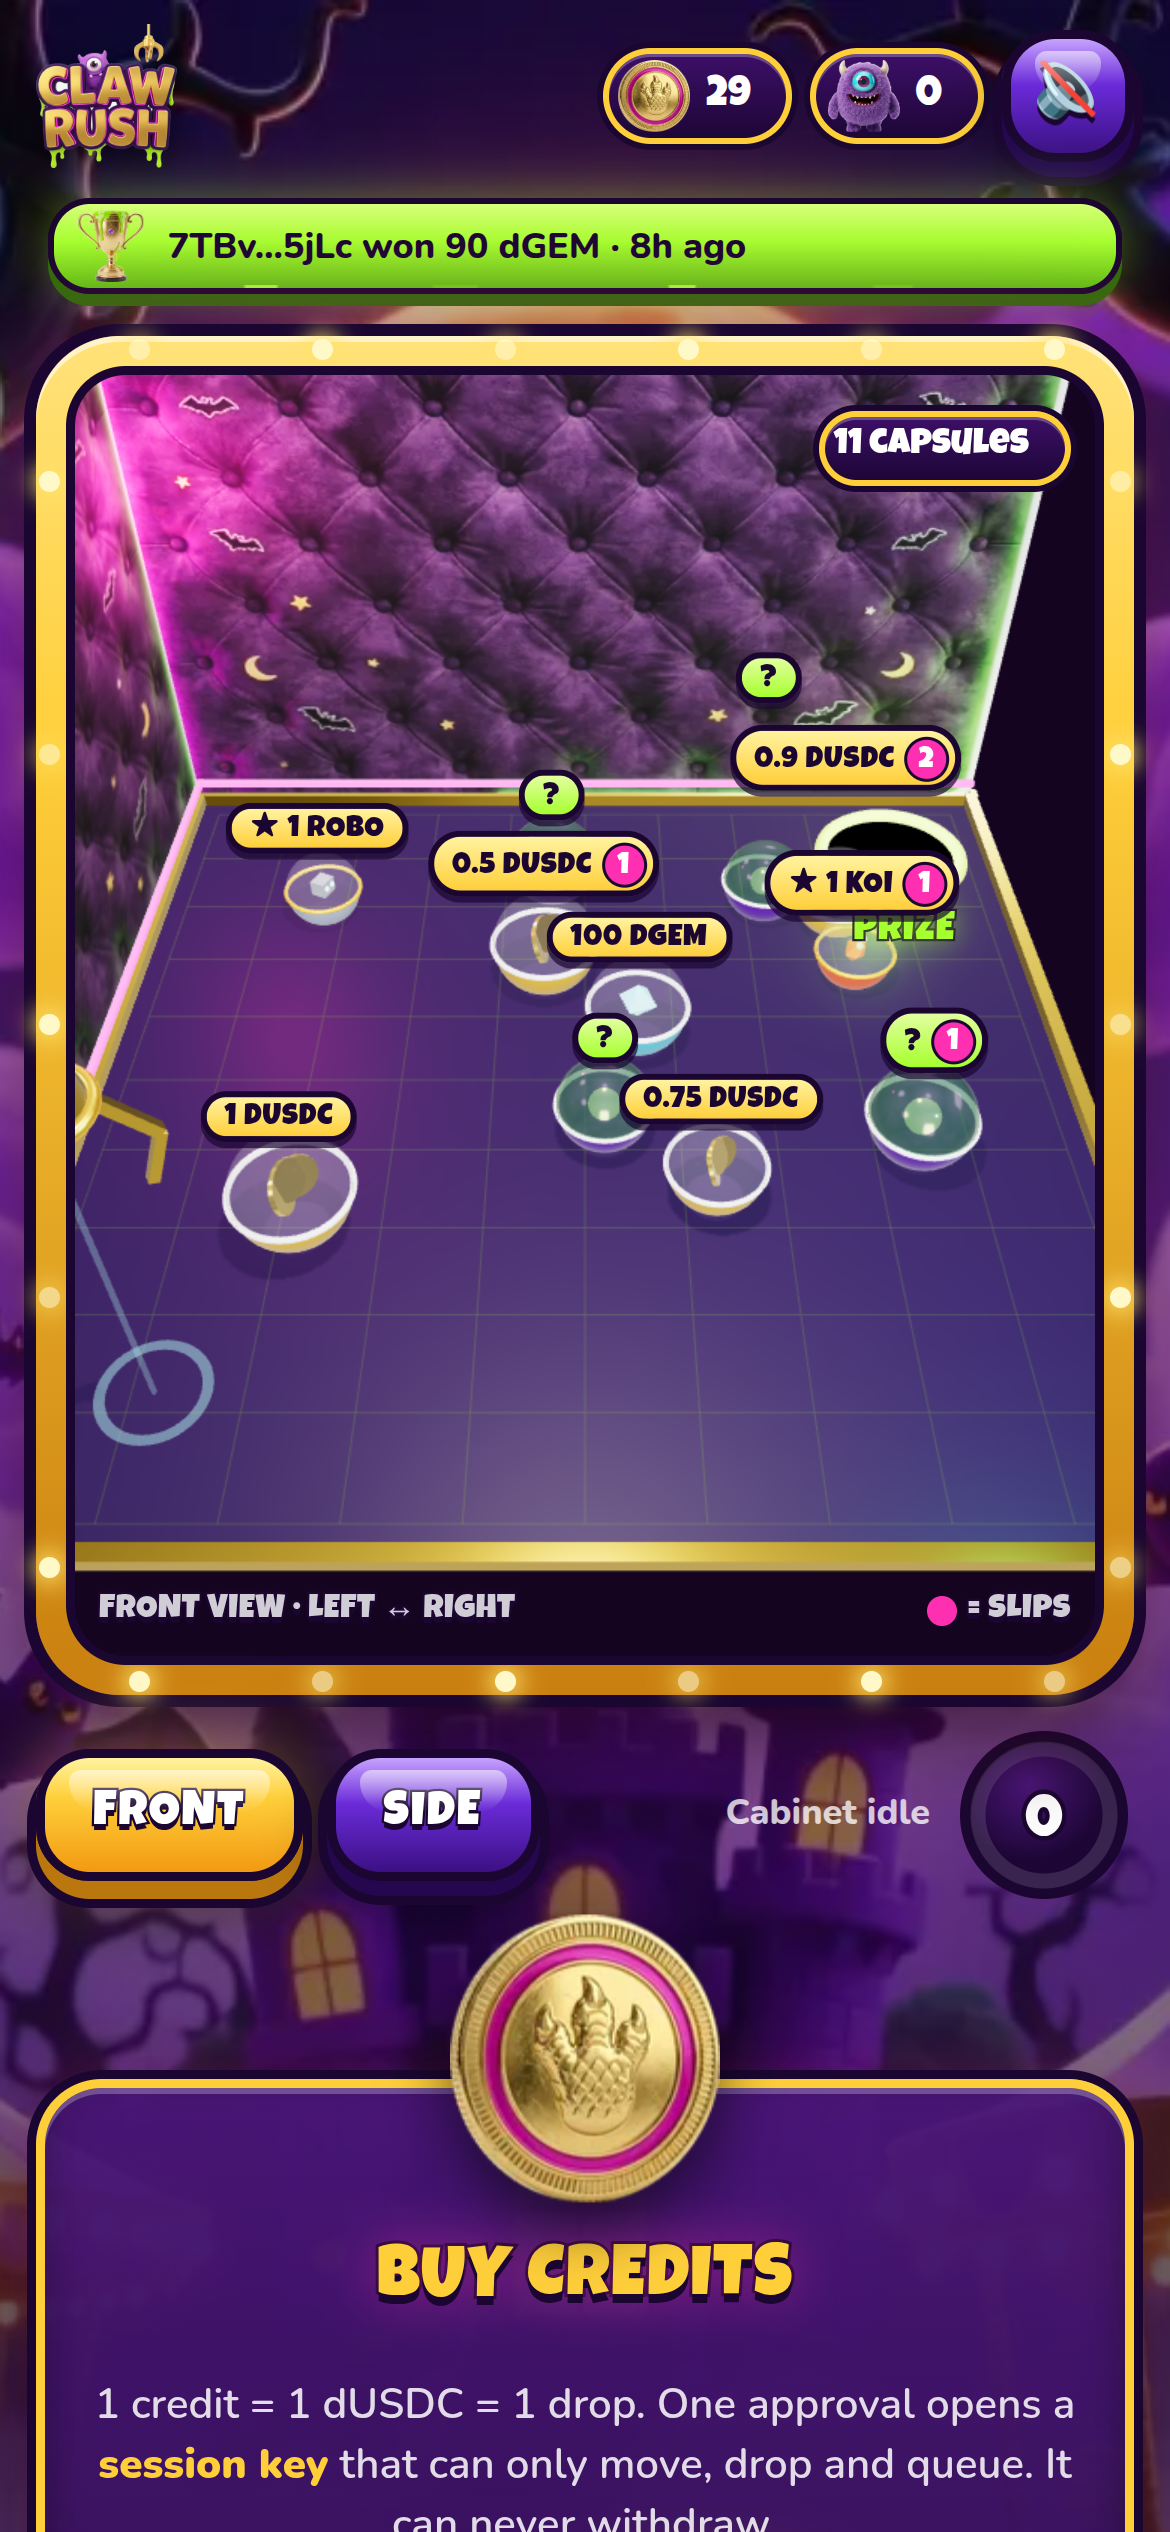 CLAW
RUSH
29
0
7TBv...5jLc won 90 dGEM · 8h ago
11 CAPSULES
?
0.9 DUSDC 2
?
★ 1 ROBO
0.5 DUSDC 1
★ 1 KOI 1
PRIZE
100 DGEM
?
? 1
0.75 DUSDC
1 DUSDC
FRONT VIEW · LEFT ↔ RIGHT
= SLIPS
FRONT
SIDE
Cabinet idle
0
BUY CREDITS
1 credit = 1 dUSDC = 1 drop. One approval opens a
session key that can only move, drop and queue. It
can never withdraw